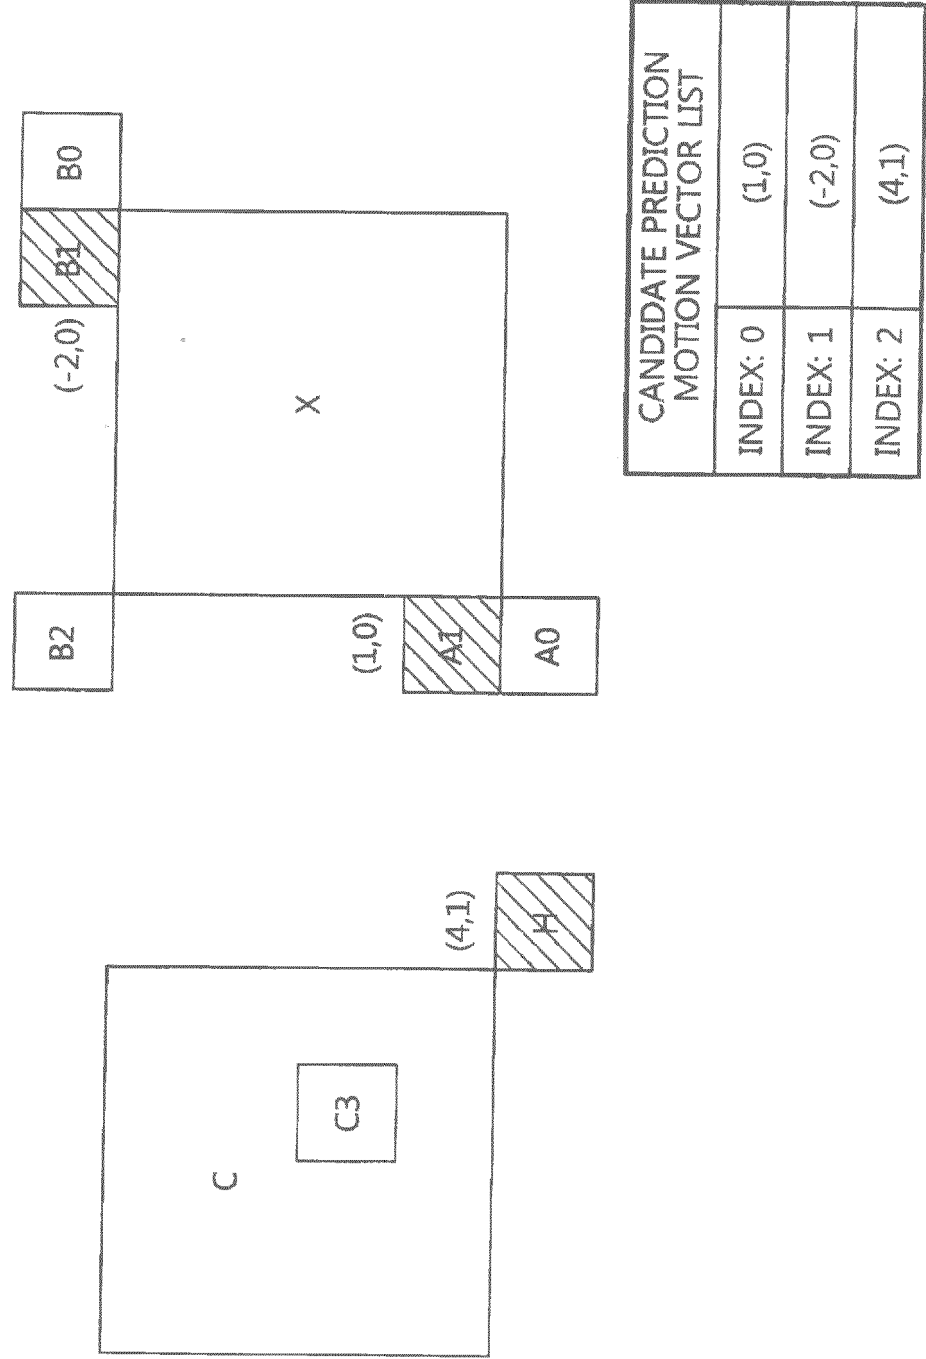 B2
B1
B0
(-2,0)
C
X
C3
(4,1)
(1,0)
A1
H
A0
CANDIDATE PREDICTION
MOTION VECTOR LIST
INDEX: 0 (1,0)
INDEX: 1 (-2,0)
INDEX: 2 (4,1)